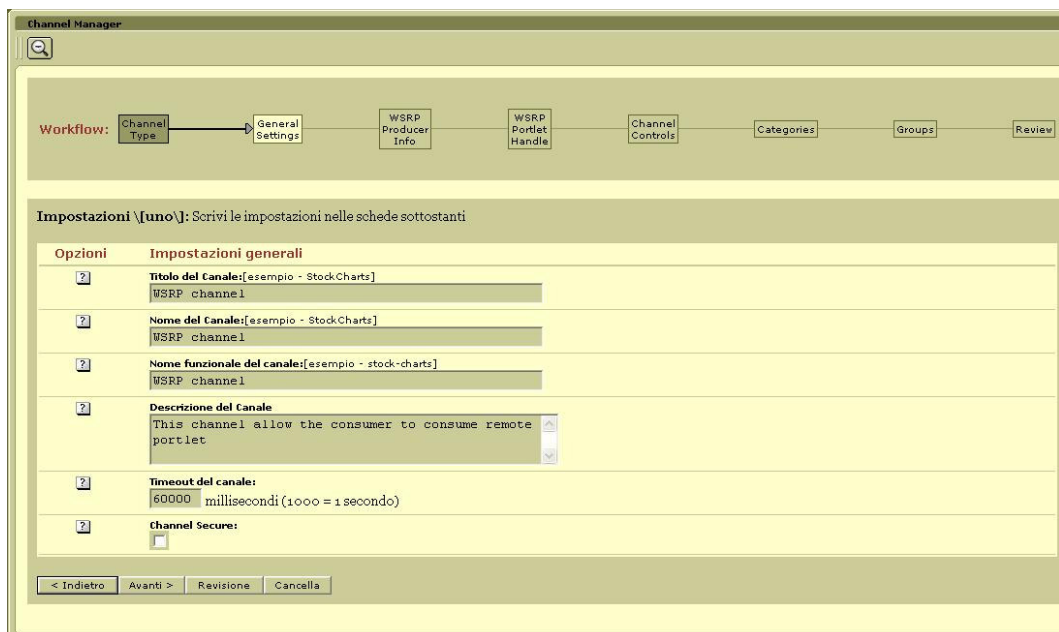 Channel Manager
Workflow:
Channel
Type
General
Settings
WSRP
Producer
Info
WSRP
Portlet
Handle
Channel
Controls
Categories
Groups
Review
Impostazioni \[uno\]: Scrivi le impostazioni nelle schede sottostanti
Opzioni Impostazioni generali
? Titolo del Canale:[esempio - StockCharts]
WSRP channel
? Nome del Canale:[esempio - StockCharts]
WSRP channel
? Nome funzionale del canale:[esempio - stock-charts]
WSRP channel
? Descrizione del Canale
This channel allow the consumer to consume remote
portlet
? Timeout del canale:
60000 millisecondi (1000 = 1 secondo)
? Channel Secure:
< Indietro Avanti > Revisione Cancella